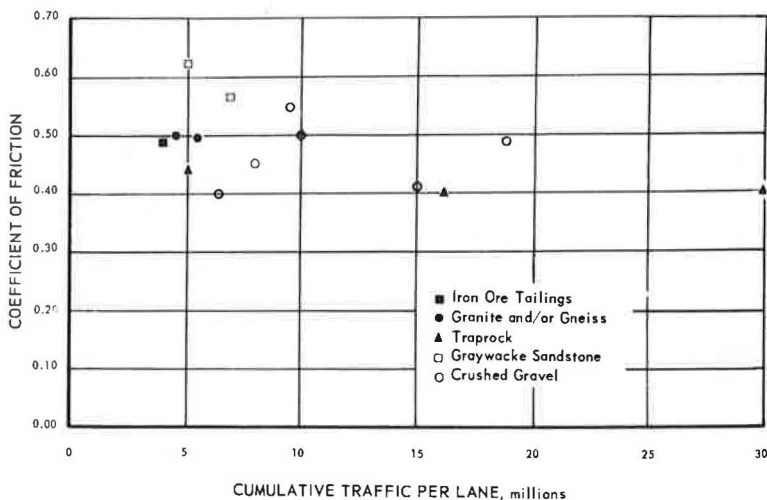 0.70
0.60
0.50
0.40
0.30
0.20
0.10
0.00
COEFFICIENT OF FRICTION
■ Iron Ore Tailings
● Granite and/or Gneiss
▲ Traprock
□ Graywacke Sandstone
○ Crushed Gravel
0 5 10 15 20 25 30
CUMULATIVE TRAFFIC PER LANE, millions